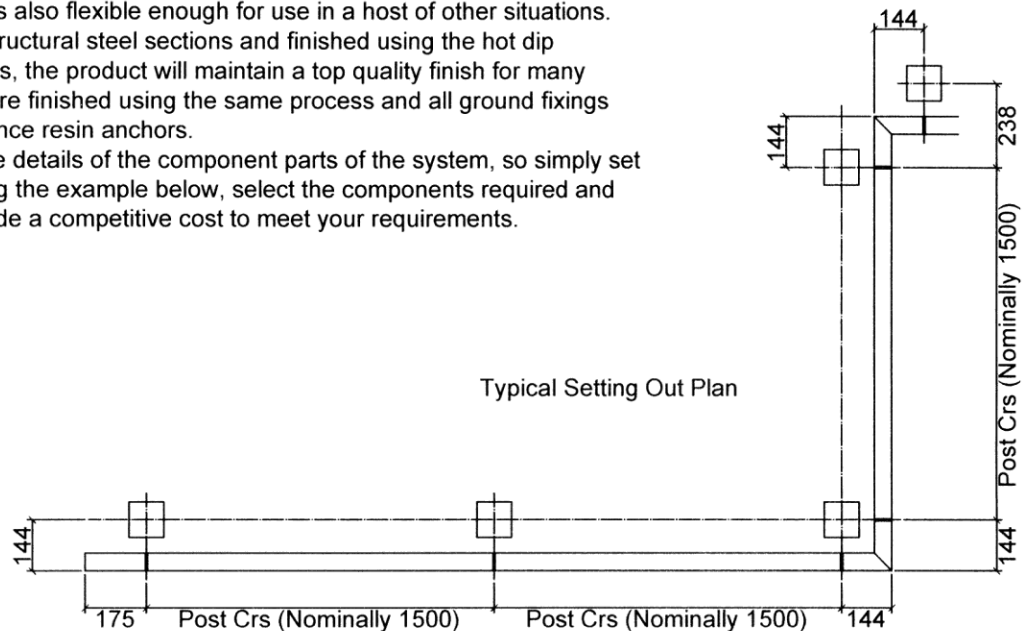 s also flexible enough for use in a host of other situations.
ructural steel sections and finished using the hot dip
s, the product will maintain a top quality finish for many
re finished using the same process and all ground fixings
nce resin anchors.
e details of the component parts of the system, so simply set
g the example below, select the components required and
de a competitive cost to meet your requirements.
144
238
144
Post Crs (Nominally 1500)
Typical Setting Out Plan
144
144
175
Post Crs (Nominally 1500)
Post Crs (Nominally 1500)
144